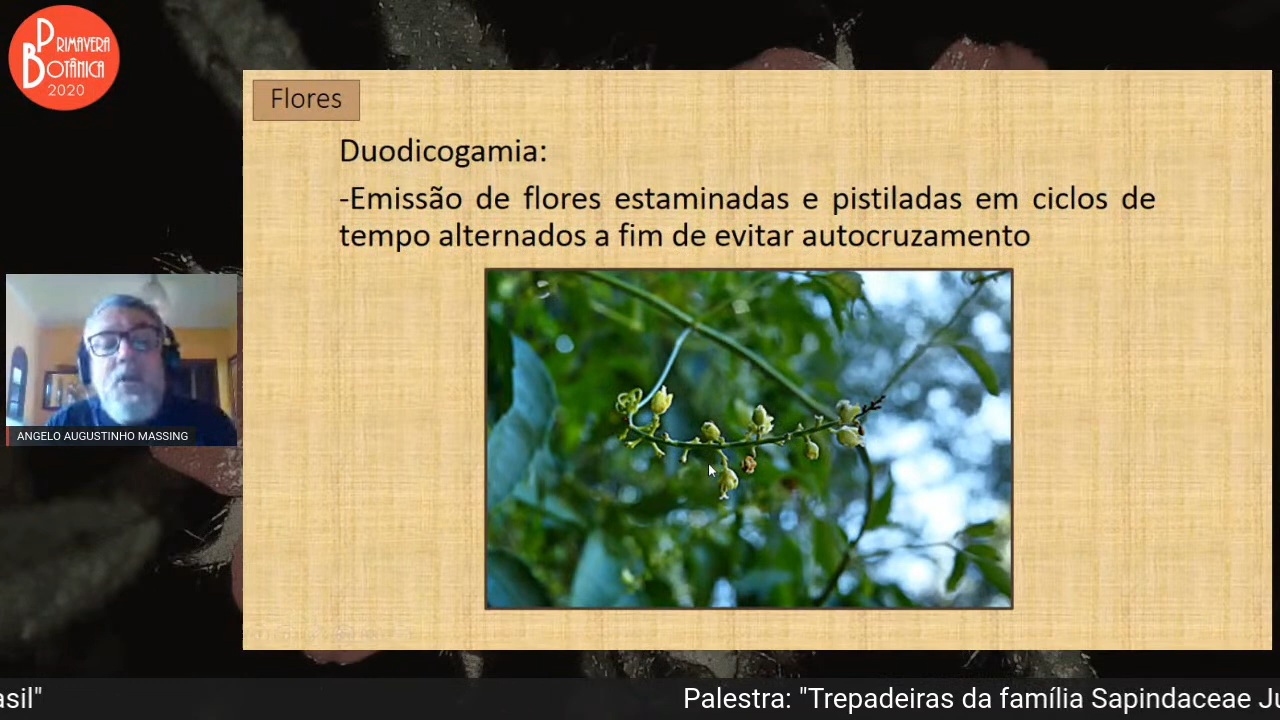 PRIMAVERA
BOTÂNICA
2020
Flores
Duodicogamia:
-Emissão de flores estaminadas e pistiladas em ciclos de
tempo alternados a fim de evitar autocruzamento
ANGELO AUGUSTINHO MASSING
asil" Palestra: "Trepadeiras da família Sapindaceae Ju